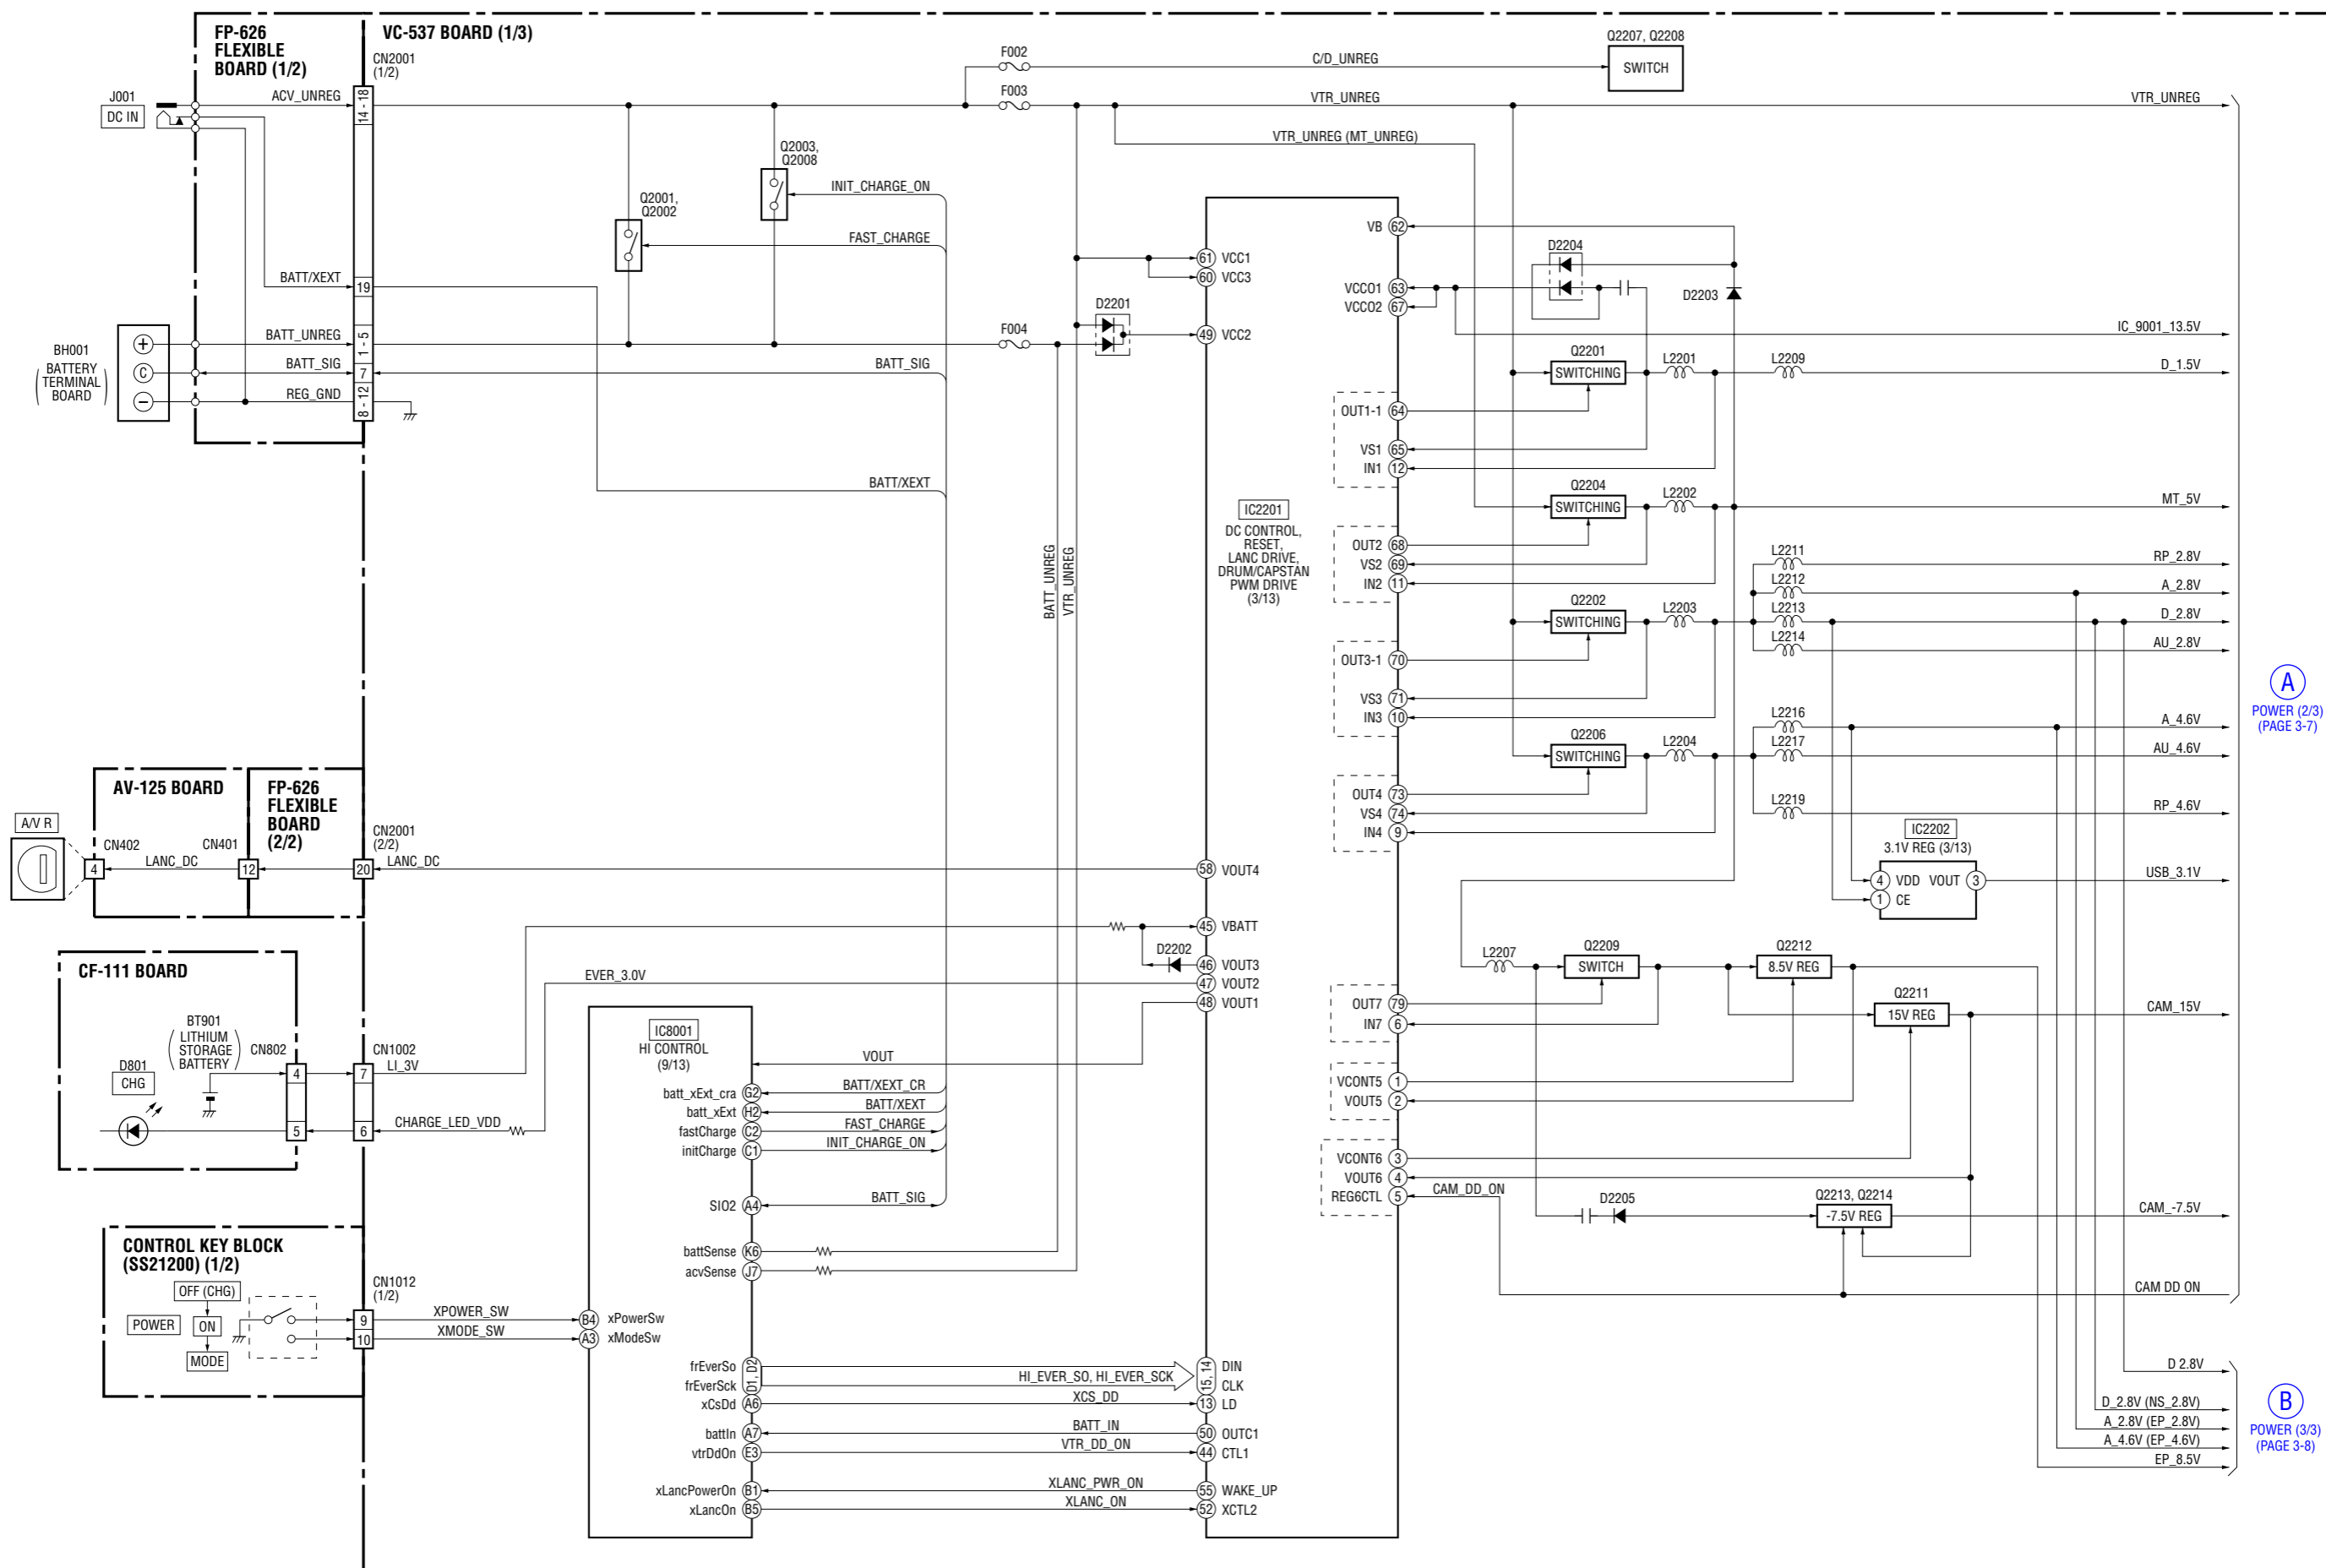 FP-626
FLEXIBLE
BOARD (1/2)
VC-537 BOARD (1/3)
CN2001
(1/2)
J001
DC IN
ACV_UNREG
14 - 18
F002
C/D_UNREG
Q2207, Q2208
SWITCH
F003
VTR_UNREG
VTR_UNREG
VTR_UNREG (MT_UNREG)
Q2003,
Q2008
INIT_CHARGE_ON
Q2001,
Q2002
FAST_CHARGE
BATT/XEXT
19
BH001
BATTERY
TERMINAL
BOARD
+
C
−
BATT_UNREG
1 - 5
BATT_SIG
7
REG_GND
8 - 12
F004
D2201
BATT_SIG
BATT/XEXT
BATT_UNREG
VTR_UNREG
IC2201
DC CONTROL,
RESET,
LANC DRIVE,
DRUM/CAPSTAN
PWM DRIVE
(3/13)
61 VCC1
60 VCC3
49 VCC2
VB 62
VCCO1 63
VCCO2 67
D2204
D2203
IC_9001_13.5V
Q2201
SWITCHING
L2201
L2209
D_1.5V
OUT1-1 64
VS1 65
IN1 12
Q2204
SWITCHING
L2202
MT_5V
OUT2 68
VS2 69
IN2 11
L2211
RP_2.8V
L2212
A_2.8V
Q2202
SWITCHING
L2203
L2213
D_2.8V
L2214
AU_2.8V
OUT3-1 70
VS3 71
IN3 10
L2216
A_4.6V
Q2206
SWITCHING
L2204
L2217
AU_4.6V
L2219
RP_4.6V
OUT4 73
VS4 74
IN4 9
A
POWER (2/3)
(PAGE 3-7)
IC2202
3.1V REG (3/13)
4 VDD VOUT 3
1 CE
USB_3.1V
AV-125 BOARD
FP-626
FLEXIBLE
BOARD
(2/2)
A/V R
CN402
4
LANC_DC
CN401
12
CN2001
(2/2)
20
LANC_DC
58 VOUT4
45 VBATT
D2202
46 VOUT3
47 VOUT2
48 VOUT1
EVER_3.0V
CF-111 BOARD
BT901
LITHIUM
STORAGE
BATTERY
D801
CHG
CN802
4
5
CN1002
7
LI_3V
6
CHARGE_LED_VDD
L2207
Q2209
SWITCH
Q2212
8.5V REG
Q2211
15V REG
CAM_15V
OUT7 79
IN7 6
VCONT5 1
VOUT5 2
VCONT6 3
VOUT6 4
REG6CTL 5
CAM_DD_ON
D2205
Q2213, Q2214
-7.5V REG
CAM_-7.5V
CAM DD ON
IC8001
HI CONTROL
(9/13)
VOUT
batt_xExt_cra G2
BATT/XEXT_CR
batt_xExt H2
BATT/XEXT
fastCharge C2
FAST_CHARGE
initCharge C1
INIT_CHARGE_ON
SIO2 A4
BATT_SIG
battSense K6
acvSense J7
CONTROL KEY BLOCK
(SS21200) (1/2)
POWER
OFF (CHG)
ON
MODE
CN1012
(1/2)
9
XPOWER_SW
B4 xPowerSw
10
XMODE_SW
A3 xModeSw
frEverSo
frEverSck
D1, D2
HI_EVER_SO, HI_EVER_SCK
15, 14
DIN
CLK
xCsDd A6
XCS_DD
13 LD
battIn A7
BATT_IN
50 OUTC1
vtrDdOn E3
VTR_DD_ON
44 CTL1
xLancPowerOn B1
XLANC_PWR_ON
55 WAKE_UP
xLancOn B5
XLANC_ON
52 XCTL2
D 2.8V
D_2.8V (NS_2.8V)
A_2.8V (EP_2.8V)
A_4.6V (EP_4.6V)
EP_8.5V
B
POWER (3/3)
(PAGE 3-8)